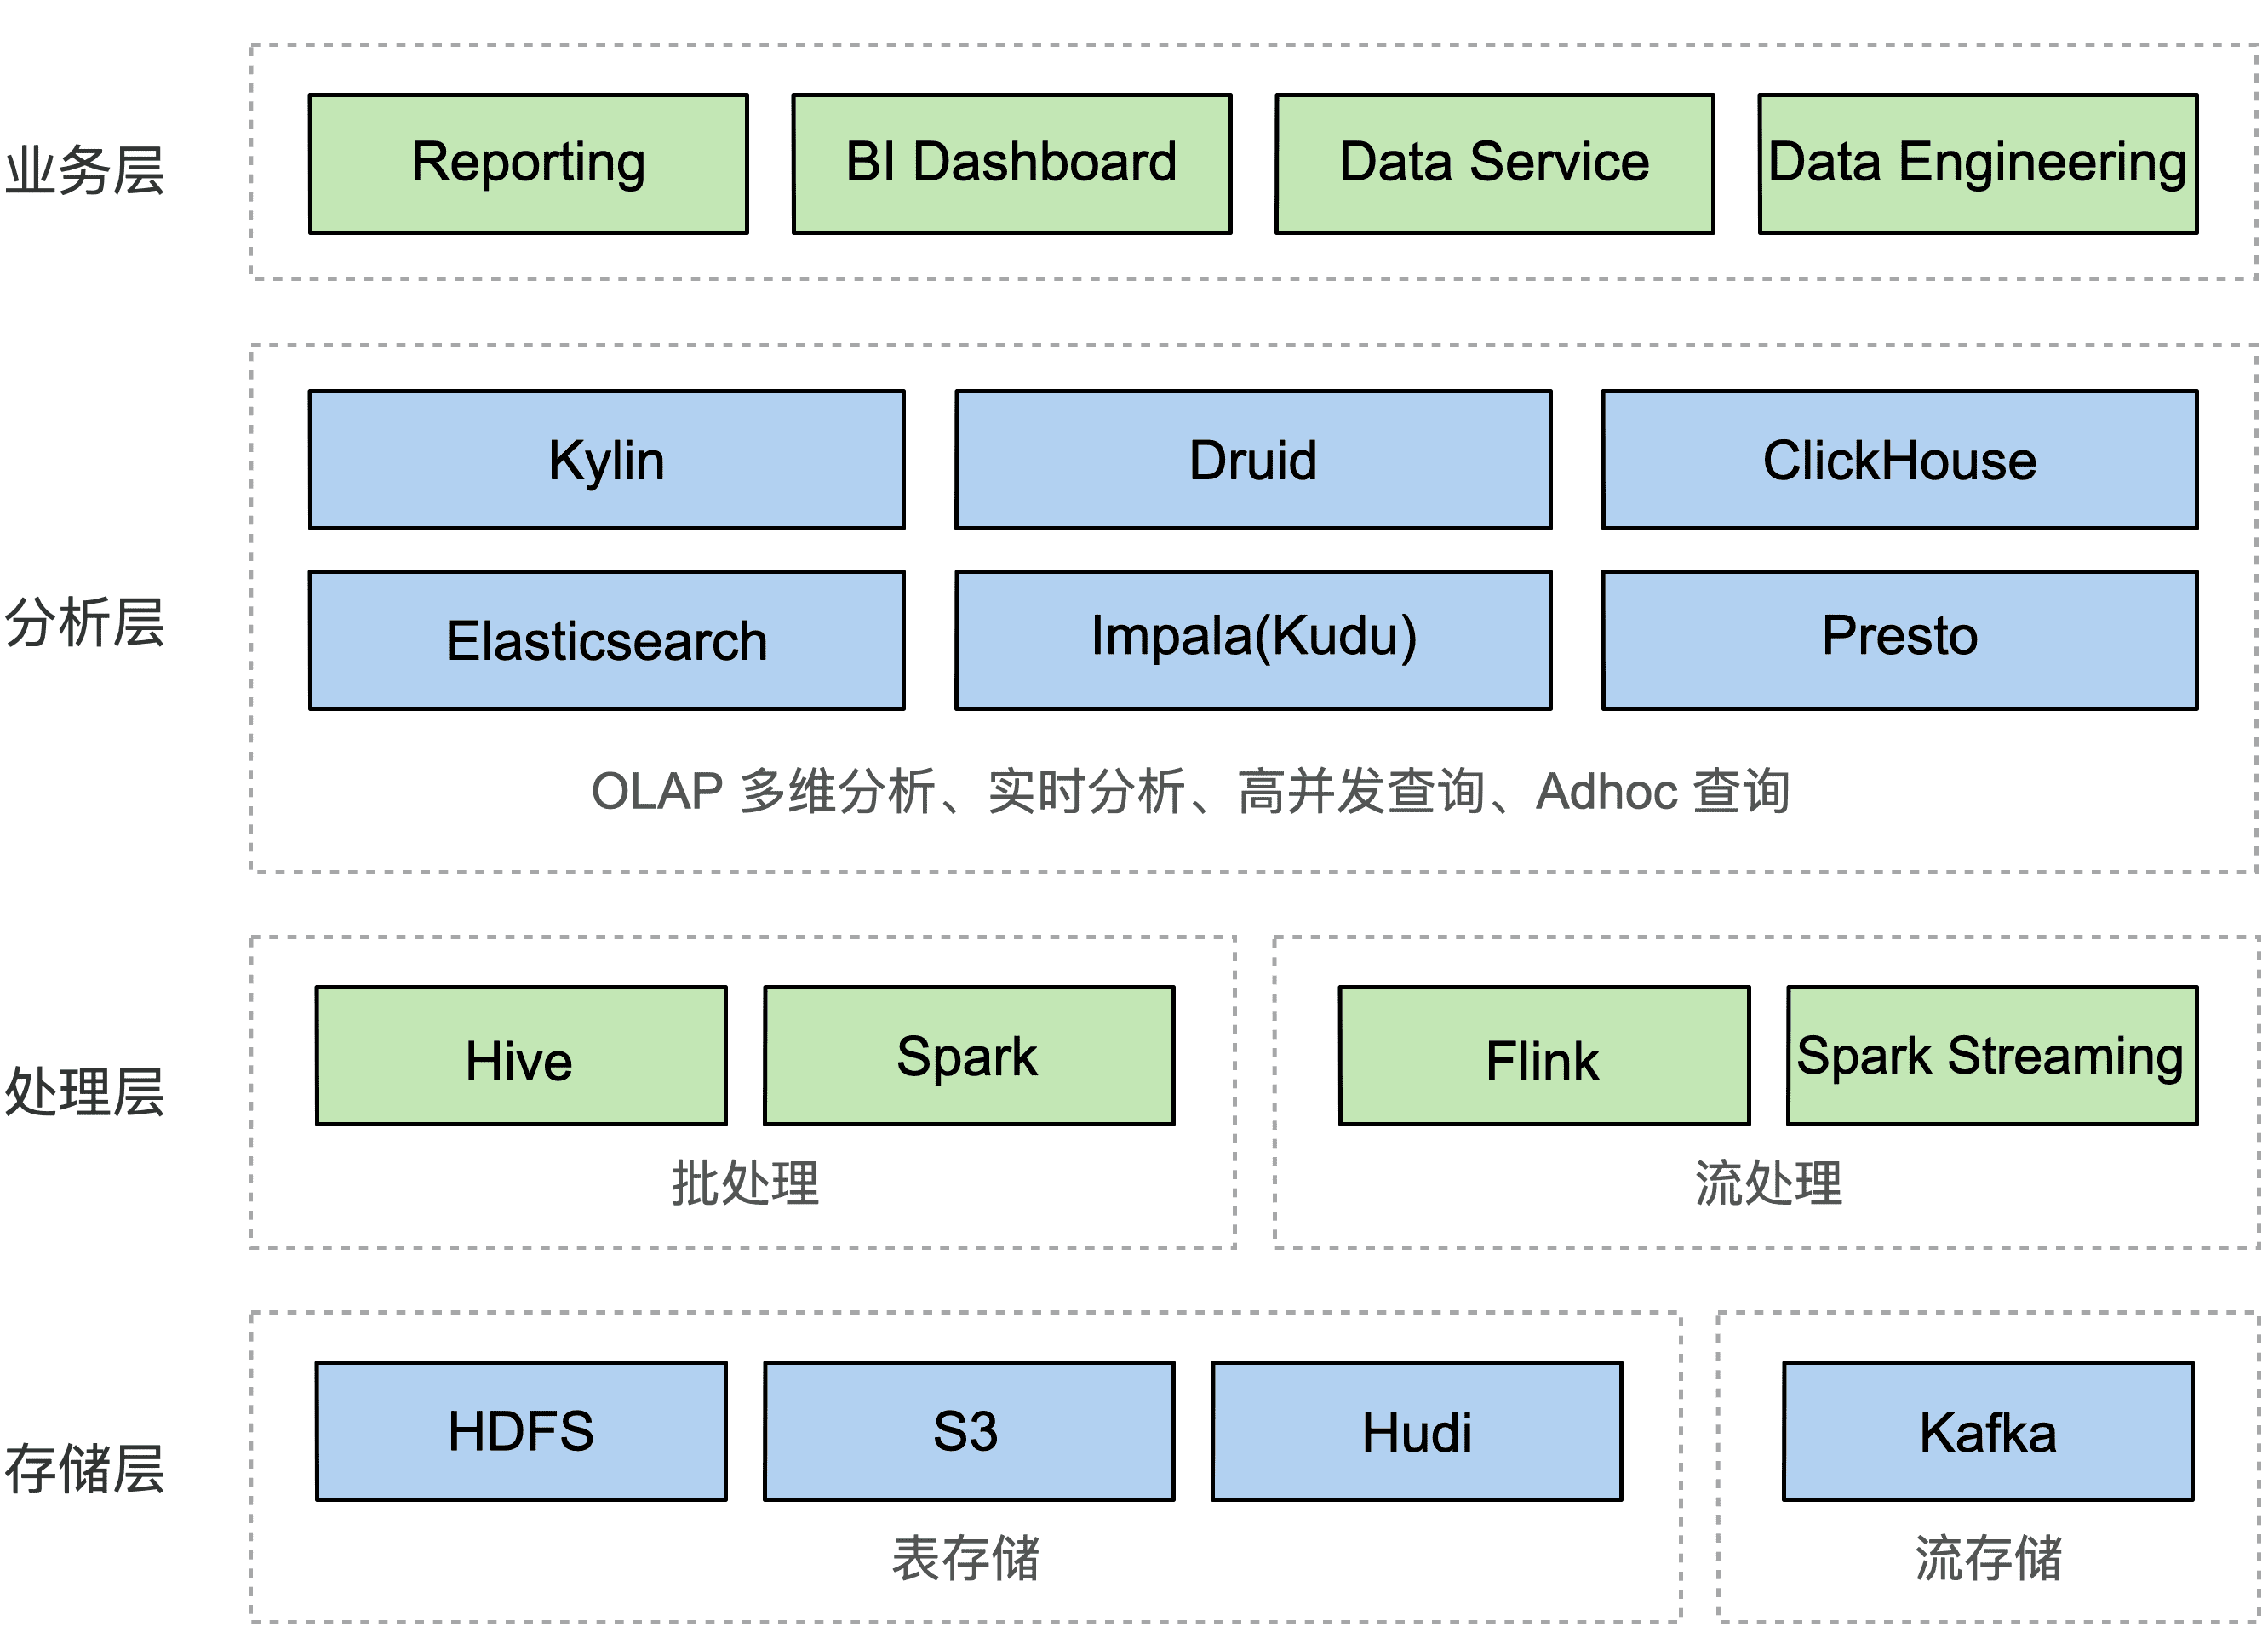 业务层
Reporting
BI Dashboard
Data Service
Data Engineering
分析层
Kylin
Druid
ClickHouse
Elasticsearch
Impala(Kudu)
Presto
OLAP 多维分析、实时分析、高并发查询、Adhoc 查询
处理层
Hive
Spark
批处理
Flink
Spark Streaming
流处理
存储层
HDFS
S3
Hudi
表存储
Kafka
流存储